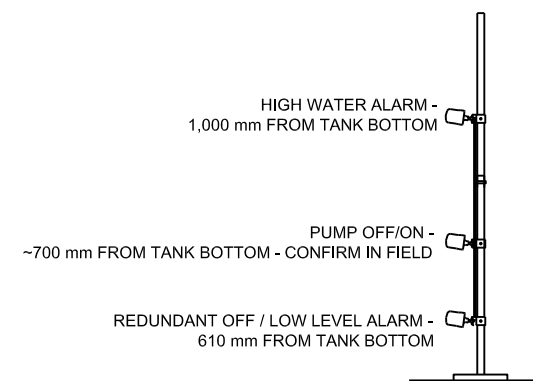 HIGH WATER ALARM -
1,000 mm FROM TANK BOTTOM
PUMP OFF/ON -
~700 mm FROM TANK BOTTOM - CONFIRM IN FIELD
REDUNDANT OFF / LOW LEVEL ALARM -
610 mm FROM TANK BOTTOM